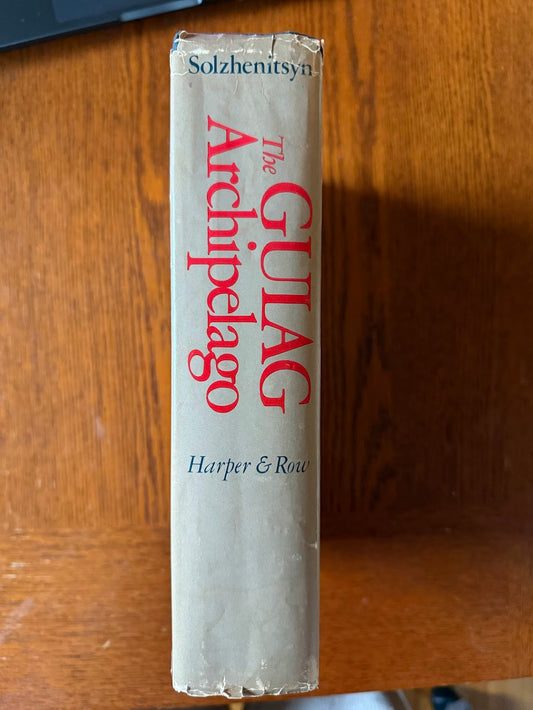 Solzhenitsyn
The GULAG
Archipelago
Harper & Row